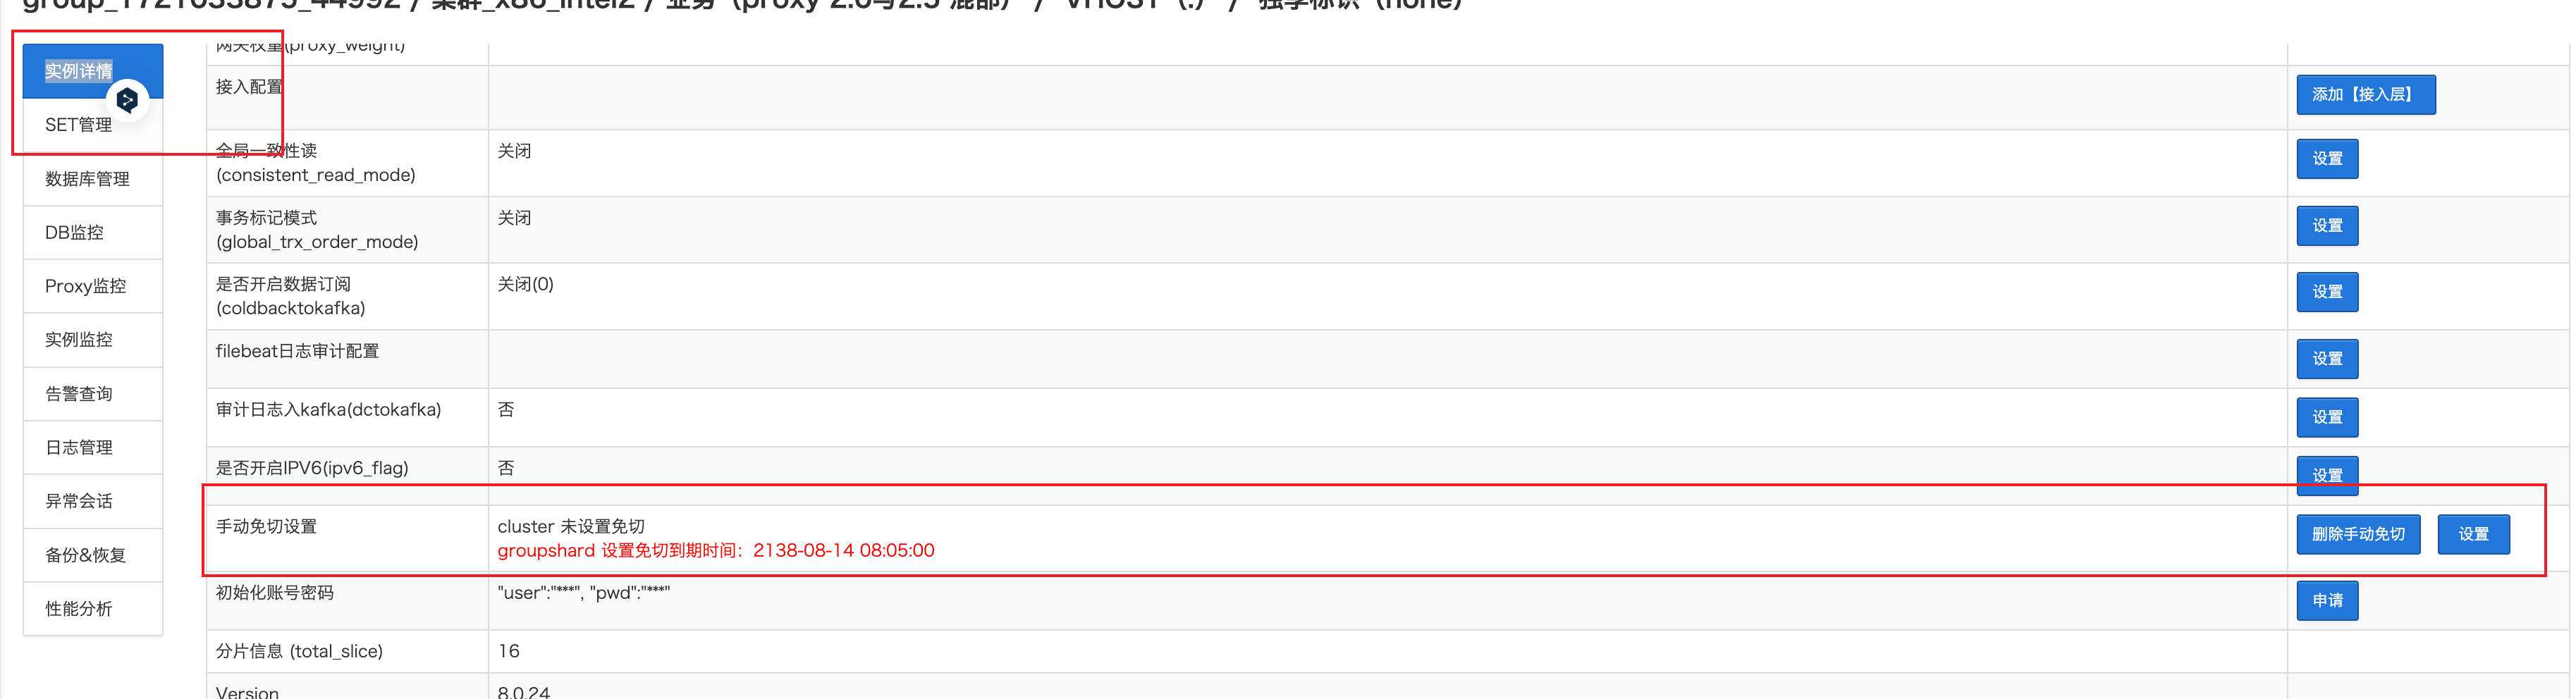 group_1721633875_44992 / 集群_x86_intel2 / 业务（proxy 2.0与2.5 混部） / VHOST（:） / 独享标识（none）
实例详情
SET管理
数据库管理
DB监控
Proxy监控
实例监控
告警查询
日志管理
异常会话
备份&恢复
性能分析
网关权重(proxy_weight)
接入配置
添加【接入层】
全局一致性读
(consistent_read_mode)
关闭
设置
事务标记模式
(global_trx_order_mode)
关闭
设置
是否开启数据订阅
(coldbacktokafka)
关闭(0)
设置
filebeat日志审计配置
设置
审计日志入kafka(dctokafka)
否
设置
是否开启IPV6(ipv6_flag)
否
设置
手动免切设置
cluster 未设置免切
groupshard 设置免切到期时间：2138-08-14 08:05:00
删除手动免切
设置
初始化账号密码
"user":"***", "pwd":"***"
申请
分片信息 (total_slice)
16
Version
8.0.24